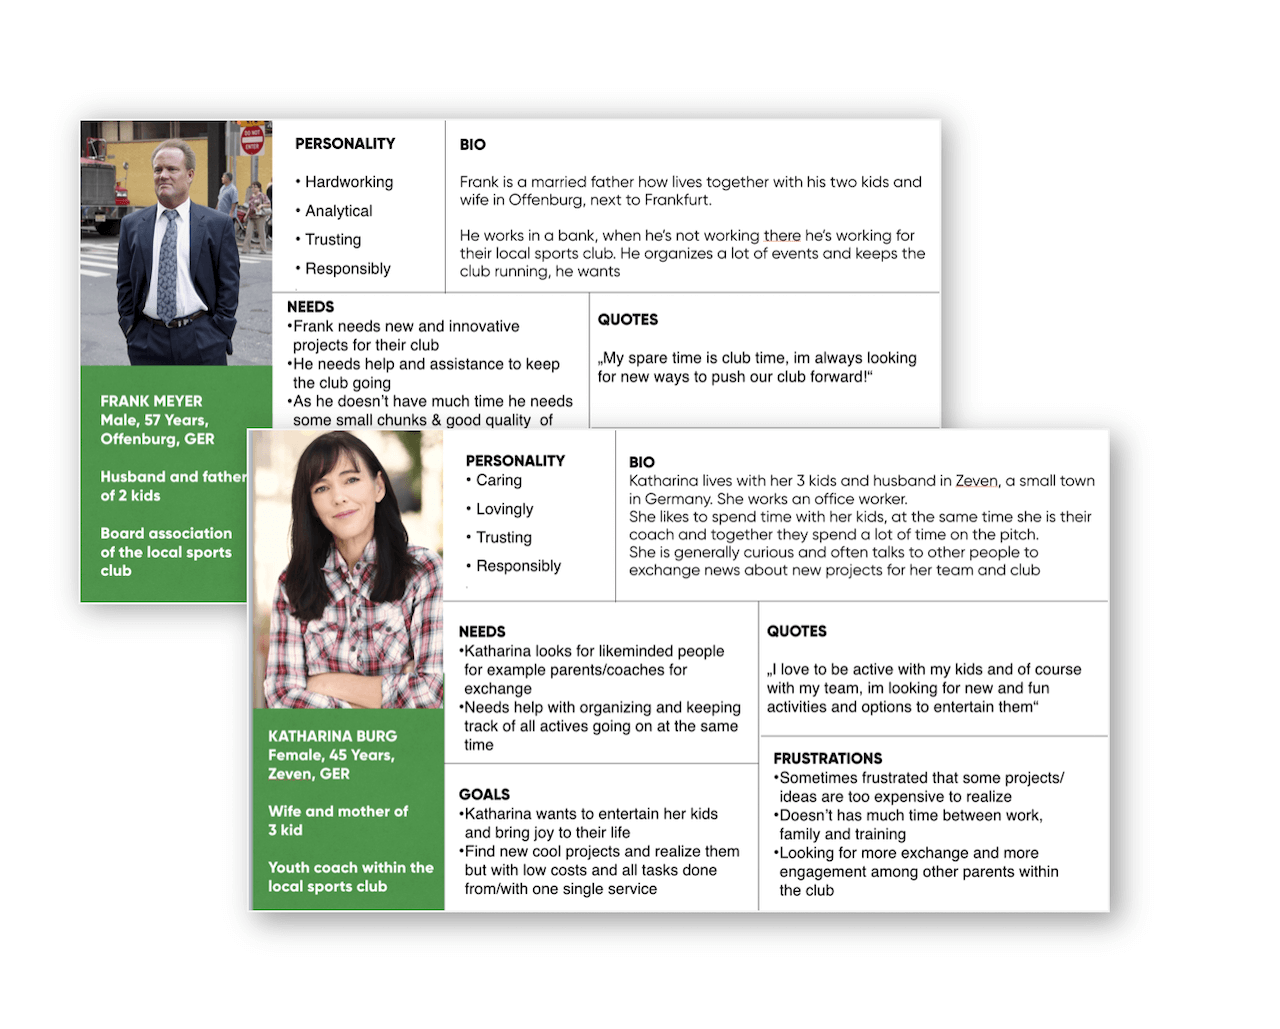 DO NOT
ENTER
PERSONALITY
• Hardworking
• Analytical
• Trusting
• Responsibly
BIO
Frank is a married father how lives together with his two kids and
wife in Offenburg, next to Frankfurt.
He works in a bank, when he's not working there he's working for
their local sports club. He organizes a lot of events and keeps the
club running, he wants
NEEDS
•Frank needs new and innovative
projects for their club
•He needs help and assistance to keep
the club going
•As he doesn't have much time he needs
some small chunks & good quality of
QUOTES
„My spare time is club time, im always looking
for new ways to push our club forward!“
FRANK MEYER
Male, 57 Years,
Offenburg, GER
Husband and father
of 2 kids
Board association
of the local sports
club
PERSONALITY
• Caring
• Lovingly
• Trusting
• Responsibly
BIO
Katharina lives with her 3 kids and husband in Zeven, a small town
in Germany. She works an office worker.
She likes to spend time with her kids, at the same time she is their
coach and together they spend a lot of time on the pitch.
She is generally curious and often talks to other people to
exchange news about new projects for her team and club
NEEDS
•Katharina looks for likeminded people
for example parents/coaches for
exchange
•Needs help with organizing and keeping
track of all actives going on at the same
time
QUOTES
„I love to be active with my kids and of course
with my team, im looking for new and fun
activities and options to entertain them“
KATHARINA BURG
Female, 45 Years,
Zeven, GER
Wife and mother of
3 kid
Youth coach within the
local sports club
GOALS
•Katharina wants to entertain her kids
and bring joy to their life
•Find new cool projects and realize them
but with low costs and all tasks done
from/with one single service
FRUSTRATIONS
•Sometimes frustrated that some projects/
ideas are too expensive to realize
•Doesn't has much time between work,
family and training
•Looking for more exchange and more
engagement among other parents within
the club